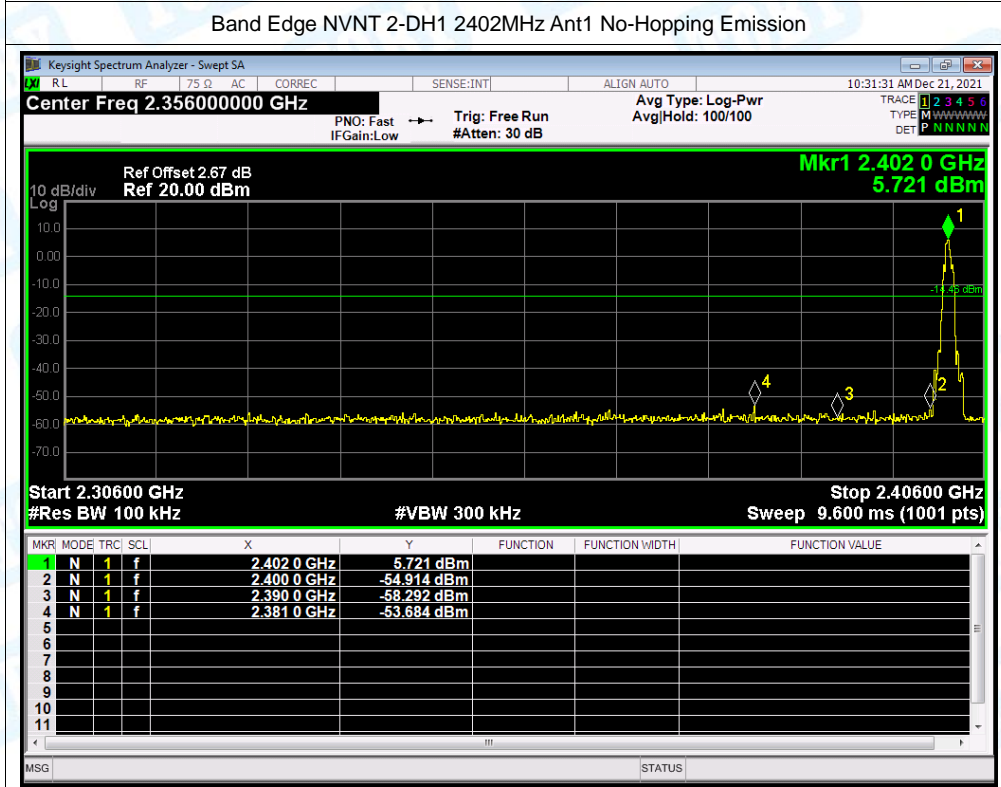 Band Edge NVNT 2-DH1 2402MHz Ant1 No-Hopping Emission
Keysight Spectrum Analyzer - Swept SA
LXI RL RF 75 Ω AC CORREC SENSE:INT ALIGN AUTO 10:31:31 AM Dec 21, 2021
Center Freq 2.356000000 GHz
PNO: Fast
IFGain:Low
Trig: Free Run
#Atten: 30 dB
Avg Type: Log-Pwr
Avg|Hold: 100/100
TRACE 1 2 3 4 5 6
TYPE M W W W W W
DET P N N N N N
Mkr1 2.402 0 GHz
5.721 dBm
Ref Offset 2.67 dB
10 dB/div Ref 20.00 dBm
Log
10.0
0.00
-10.0
-20.0
-30.0
-40.0
-50.0
-60.0
-70.0
1
dBm
4
3
2
Start 2.30600 GHz Stop 2.40600 GHz
#Res BW 100 kHz #VBW 300 kHz Sweep 9.600 ms (1001 pts)
MKR MODE TRC SCL X Y FUNCTION FUNCTION WIDTH FUNCTION VALUE
1 N 1 f 2.402 0 GHz 5.721 dBm
2 N 1 f 2.400 0 GHz -54.914 dBm
3 N 1 f 2.390 0 GHz -58.292 dBm
4 N 1 f 2.381 0 GHz -53.684 dBm
5
6
7
8
9
10
11
MSG STATUS